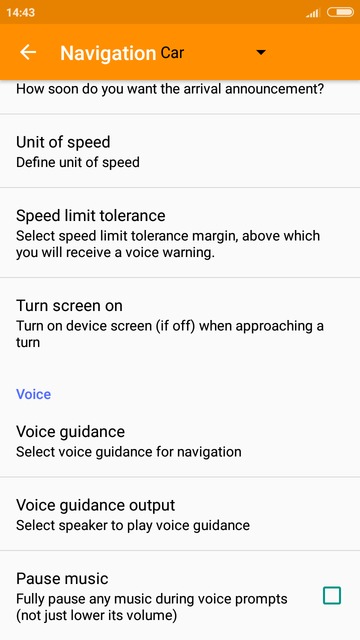 14:43
Navigation Car
How soon do you want the arrival announcement?
Unit of speed
Define unit of speed
Speed limit tolerance
Select speed limit tolerance margin, above which
you will receive a voice warning.
Turn screen on
Turn on device screen (if off) when approaching a
turn
Voice
Voice guidance
Select voice guidance for navigation
Voice guidance output
Select speaker to play voice guidance
Pause music
Fully pause any music during voice prompts
(not just lower its volume)